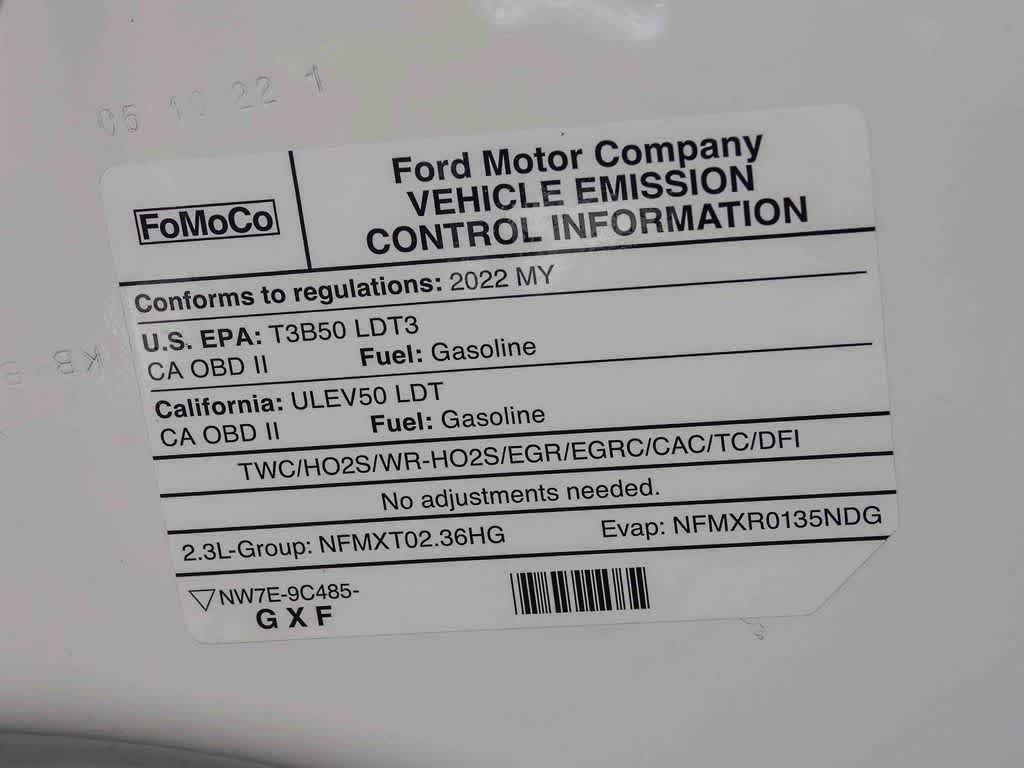 05 10 22 1
FoMoCo
Ford Motor Company
VEHICLE EMISSION
CONTROL INFORMATION
Conforms to regulations: 2022 MY
U.S. EPA: T3B50 LDT3
CA OBD II Fuel: Gasoline
California: ULEV50 LDT
CA OBD II Fuel: Gasoline
TWC/HO2S/WR-HO2S/EGR/EGRC/CAC/TC/DFI
No adjustments needed.
2.3L-Group: NFMXT02.36HG Evap: NFMXR0135NDG
NW7E-9C485-
G X F